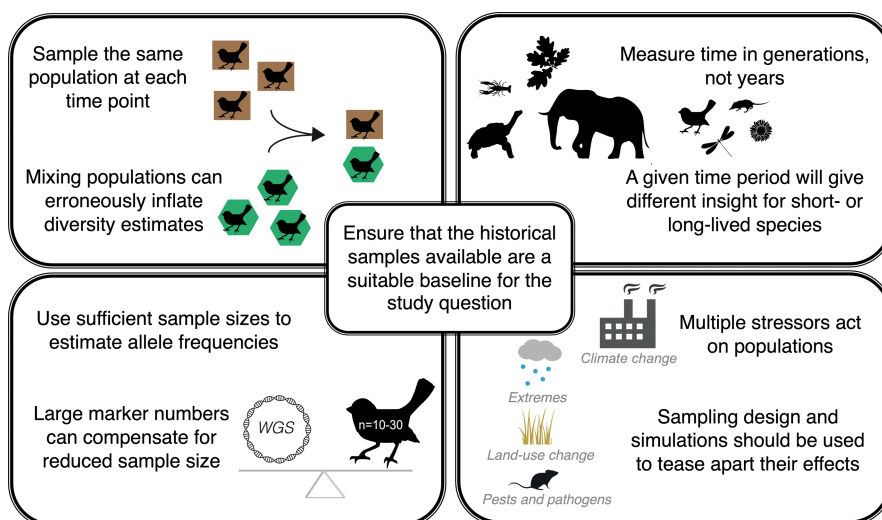 Sample the same
population at each
time point
Mixing populations can
erroneously inflate
diversity estimates
Measure time in generations,
not years
A given time period will give
different insight for short- or
long-lived species
Ensure that the historical
samples available are a
suitable baseline for the
study question
Use sufficient sample sizes to
estimate allele frequencies
Large marker numbers
can compensate for
reduced sample size
WGS
n=10-30
Climate change
Extremes
Land-use change
Pests and pathogens
Multiple stressors act
on populations
Sampling design and
simulations should be used
to tease apart their effects